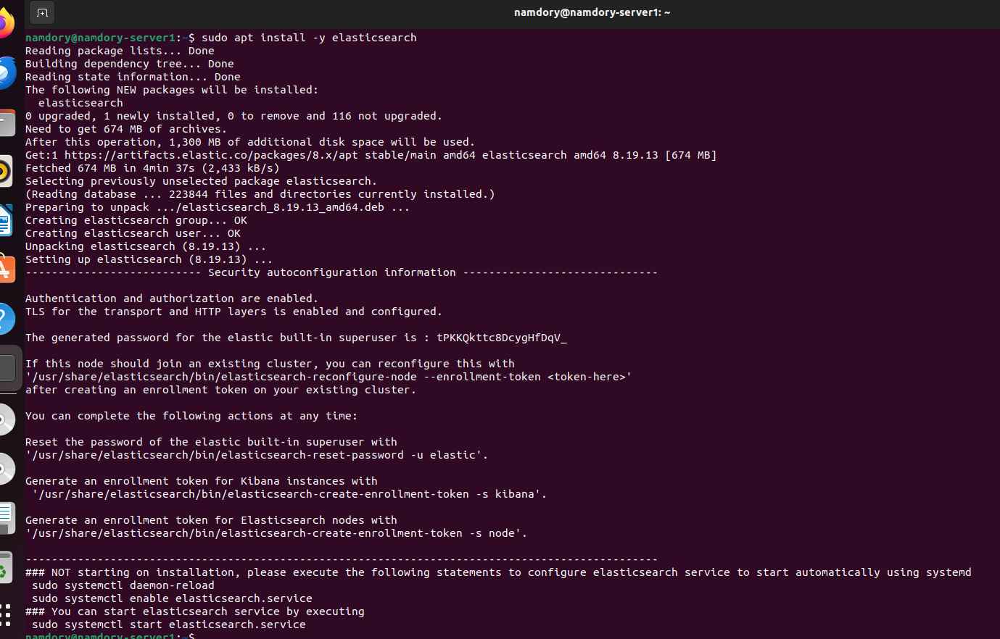 namdory@namdory-server1: ~
namdory@namdory-server1:~$ sudo apt install -y elasticsearch
Reading package lists... Done
Building dependency tree... Done
Reading state information... Done
The following NEW packages will be installed:
  elasticsearch
0 upgraded, 1 newly installed, 0 to remove and 116 not upgraded.
Need to get 674 MB of archives.
After this operation, 1,300 MB of additional disk space will be used.
Get:1 https://artifacts.elastic.co/packages/8.x/apt stable/main amd64 elasticsearch amd64 8.19.13 [674 MB]
Fetched 674 MB in 4min 37s (2,433 kB/s)
Selecting previously unselected package elasticsearch.
(Reading database ... 223844 files and directories currently installed.)
Preparing to unpack .../elasticsearch_8.19.13_amd64.deb ...
Creating elasticsearch group... OK
Creating elasticsearch user... OK
Unpacking elasticsearch (8.19.13) ...
Setting up elasticsearch (8.19.13) ...
--------------------------- Security autoconfiguration information ------------------------------
Authentication and authorization are enabled.
TLS for the transport and HTTP layers is enabled and configured.
The generated password for the elastic built-in superuser is : tPKKQkttc8DcygHfDqV_
If this node should join an existing cluster, you can reconfigure this with
'/usr/share/elasticsearch/bin/elasticsearch-reconfigure-node --enrollment-token <token-here>'
after creating an enrollment token on your existing cluster.
You can complete the following actions at any time:
Reset the password of the elastic built-in superuser with
'/usr/share/elasticsearch/bin/elasticsearch-reset-password -u elastic'.
Generate an enrollment token for Kibana instances with
 '/usr/share/elasticsearch/bin/elasticsearch-create-enrollment-token -s kibana'.
Generate an enrollment token for Elasticsearch nodes with
'/usr/share/elasticsearch/bin/elasticsearch-create-enrollment-token -s node'.
-------------------------------------------------------------------------------------------------
### NOT starting on installation, please execute the following statements to configure elasticsearch service to start automatically using systemd
 sudo systemctl daemon-reload
 sudo systemctl enable elasticsearch.service
### You can start elasticsearch service by executing
 sudo systemctl start elasticsearch.service
namdory@namdory-server1:~$